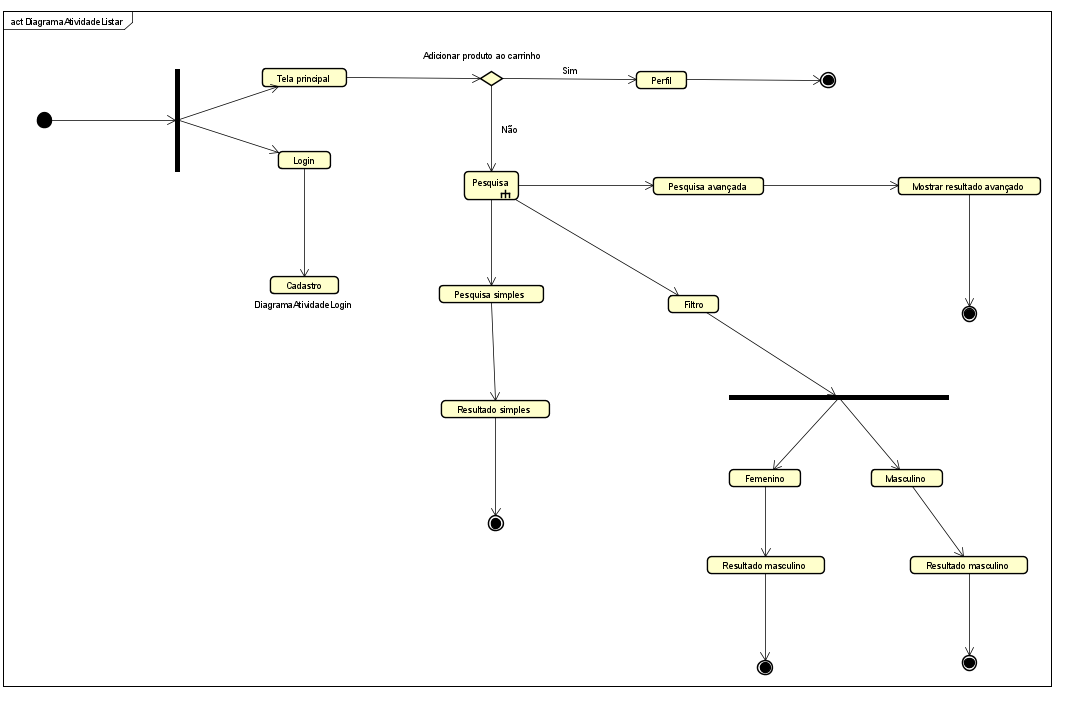 act DiagramaAtividadeListar
Adicionar produto ao carrinho
Tela principal
Sim
Perfil
Não
Login
Pesquisa
Pesquisa avançada
Mostrar resultado avançado
Cadastro
DiagramaAtividadeLogin
Pesquisa simples
Filtro
Resultado simples
Femenino
Masculino
Resultado masculino
Resultado masculino